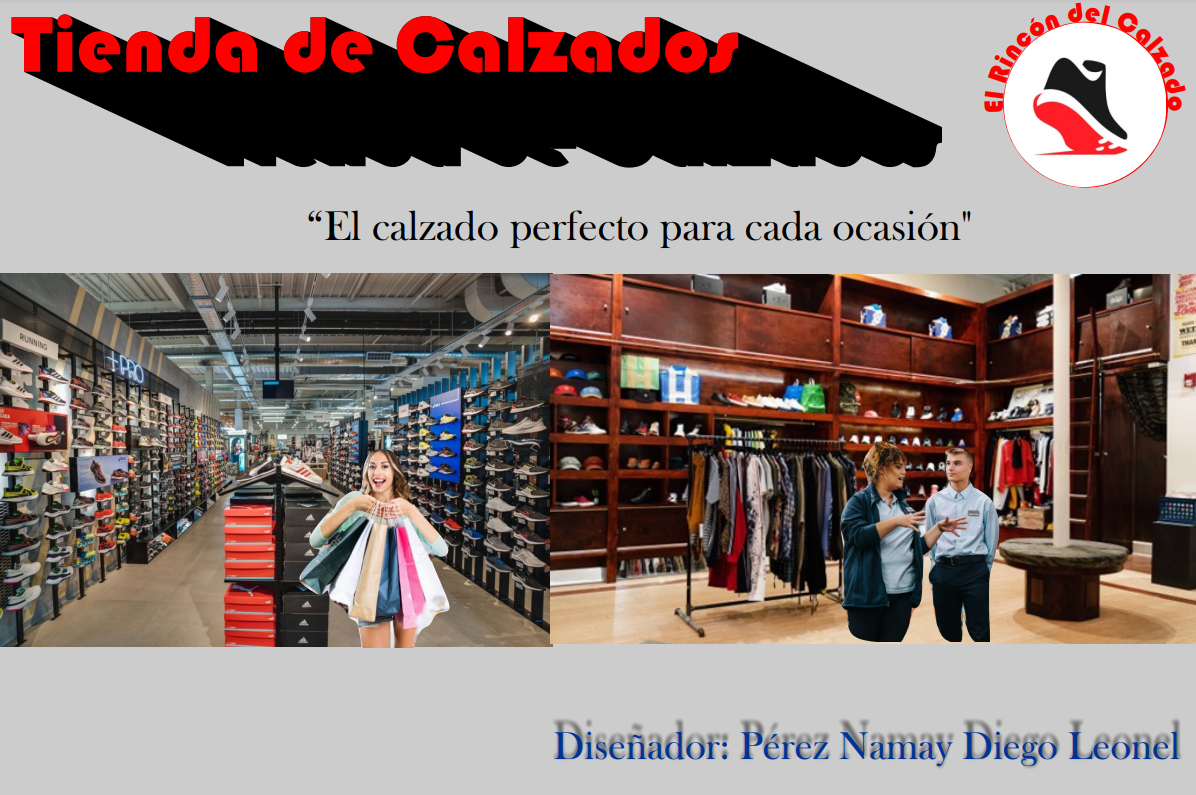 Tienda de Calzados
El Rincón del Calzado
“El calzado perfecto para cada ocasión"
RUNNING
+PRO
Diseñador: Pérez Namay Diego Leonel